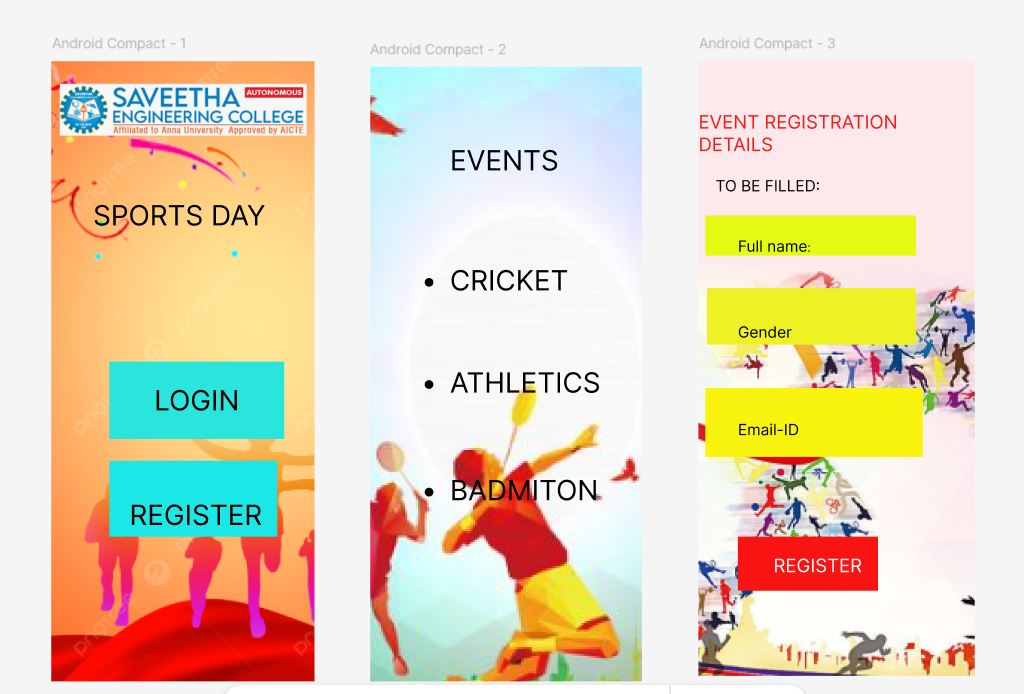 Android Compact - 1
SAVEETHA
AUTONOMOUS
ENGINEERING COLLEGE
Affiliated to Anna University Approved by AICTE
SPORTS DAY
LOGIN
REGISTER
Android Compact - 2
EVENTS
• CRICKET
• ATHLETICS
• BADMITON
Android Compact - 3
EVENT REGISTRATION
DETAILS
TO BE FILLED:
Full name:
Gender
Email-ID
REGISTER